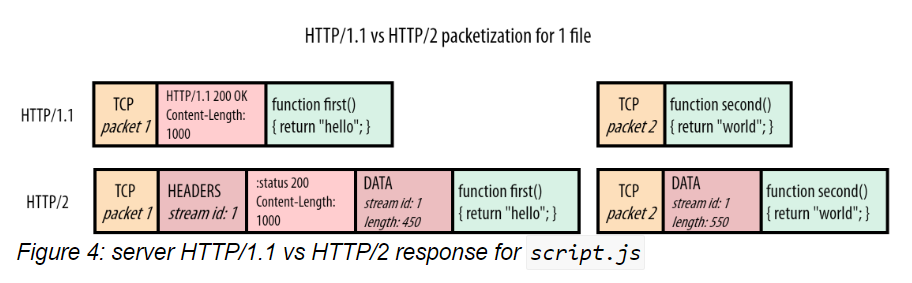 HTTP/1.1 vs HTTP/2 packetization for 1 file
HTTP/1.1
TCP
packet 1
HTTP/1.1 200 OK
Content-Length:
1000
function first()
{ return "hello"; }
TCP
packet 2
function second()
{ return "world"; }
HTTP/2
TCP
packet 1
HEADERS
stream id: 1
:status 200
Content-Length:
1000
DATA
stream id: 1
length: 450
function first()
{ return "hello"; }
TCP
packet 2
DATA
stream id: 1
length: 550
function second()
{ return "world"; }
Figure 4: server HTTP/1.1 vs HTTP/2 response for script.js